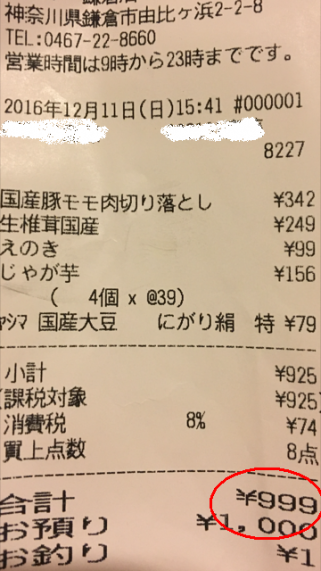 神奈川県鎌倉市由比ヶ浜2-2-8
TEL:0467-22-8660
営業時間は9時から23時までです。
2016年12月11日(日)15:41 #000001
8227
国産豚モモ肉切り落とし ¥342
生椎茸国産 ¥249
えのき ¥99
じゃが芋 ¥156
( 4個 x @39)
ヤシマ 国産大豆 にがり絹 特 ¥79
小計 ¥925
(課税対象 ¥925)
消費税 8% ¥74
買上点数 8点
合計 ¥999
お預り ¥1,000
お釣り ¥1